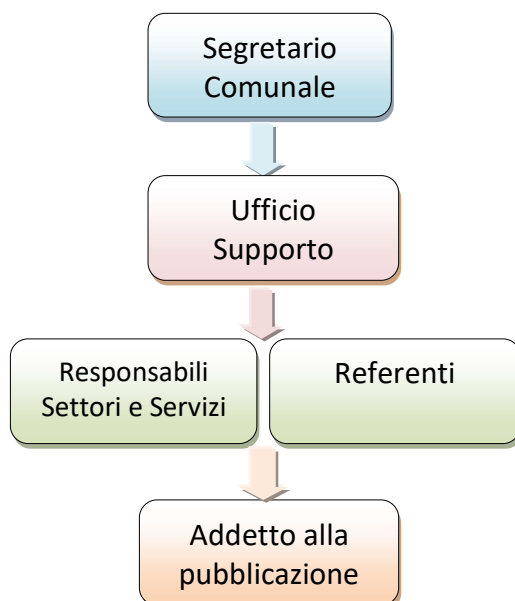 Segretario
Comunale
Ufficio
Supporto
Responsabili
Settori e Servizi
Referenti
Addetto alla
pubblicazione